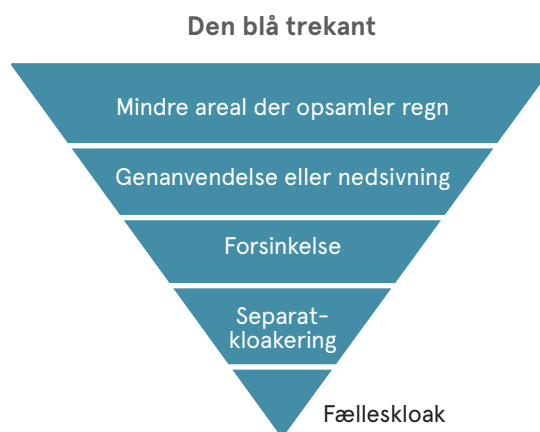 Den blå trekant
Mindre areal der opsamler regn
Genanvendelse eller nedsivning
Forsinkelse
Separat-
kloakering
Fælleskloak